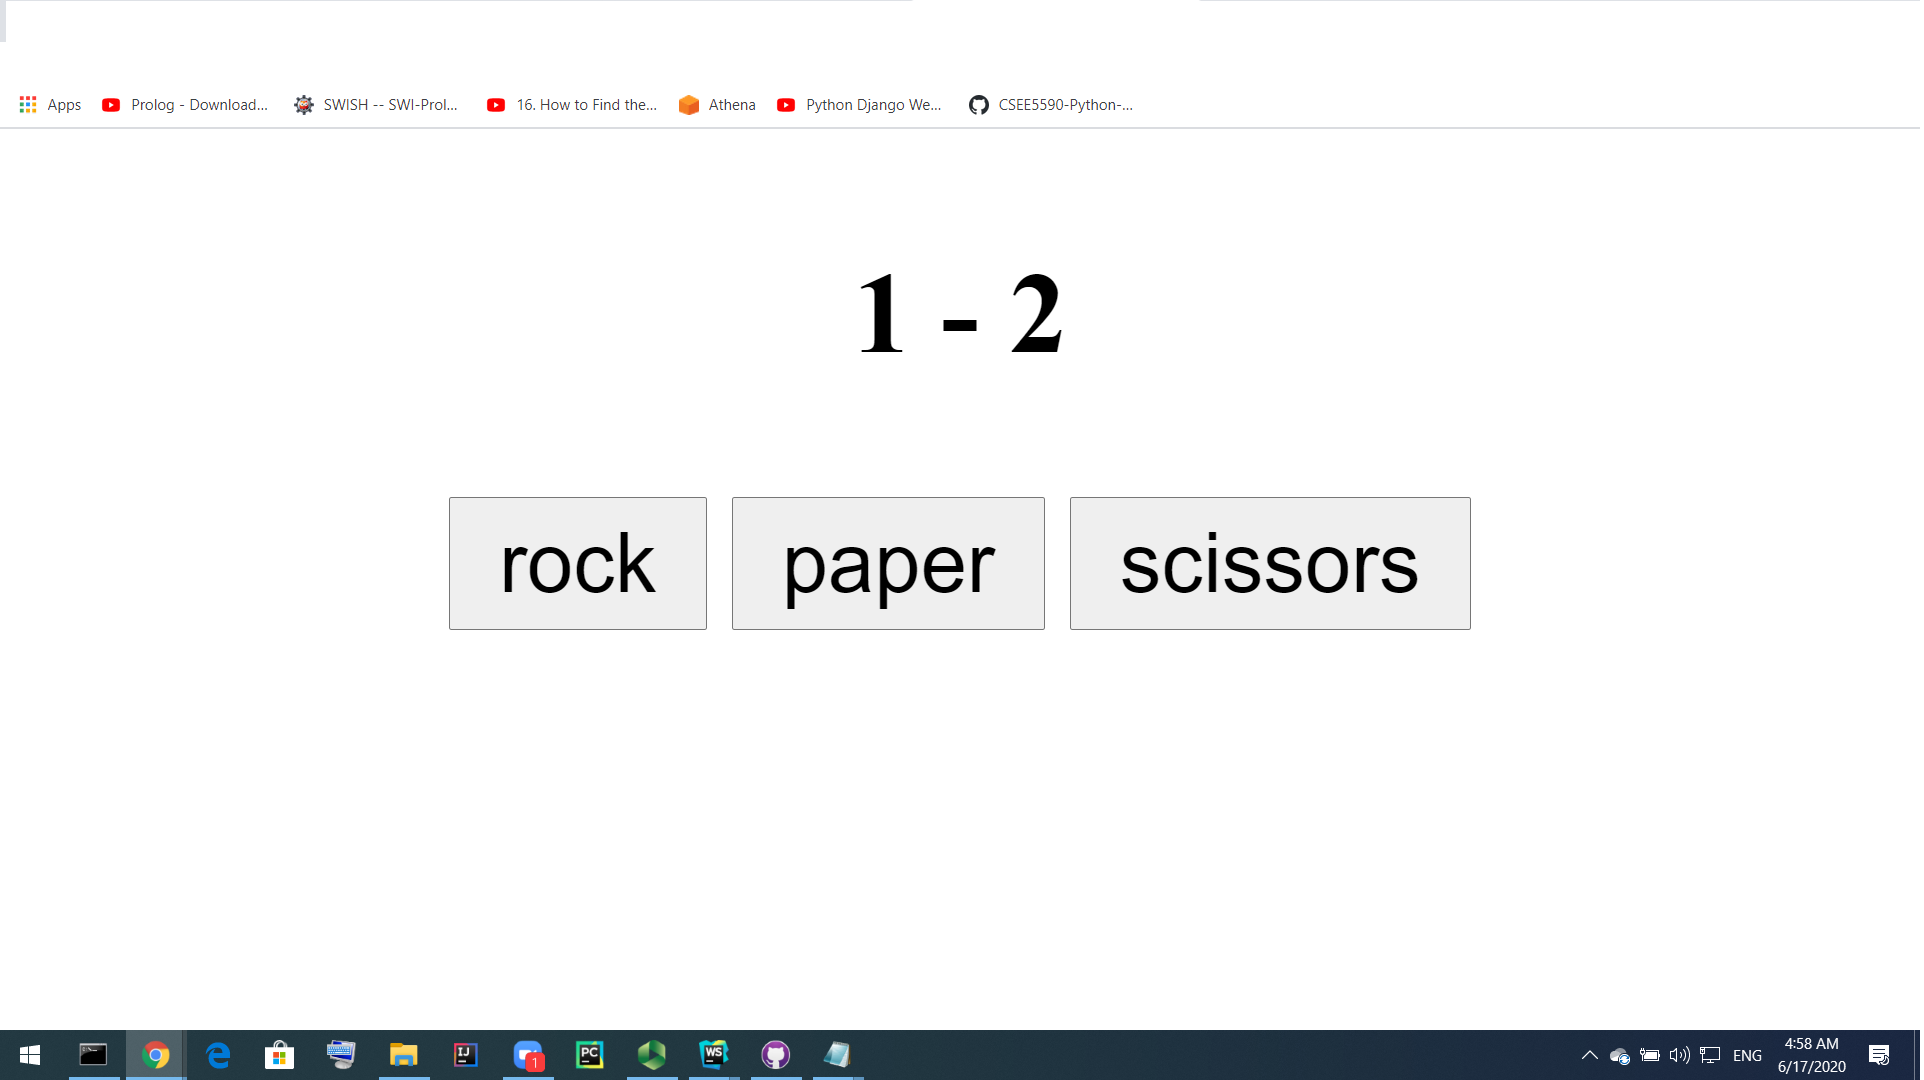 Apps Prolog - Download... SWISH -- SWI-Prol... 16. How to Find the... Athena Python Django We... CSEE5590-Python-...
1 - 2
rock paper scissors
IJ 1 PC WS ENG 4:58 AM
6/17/2020